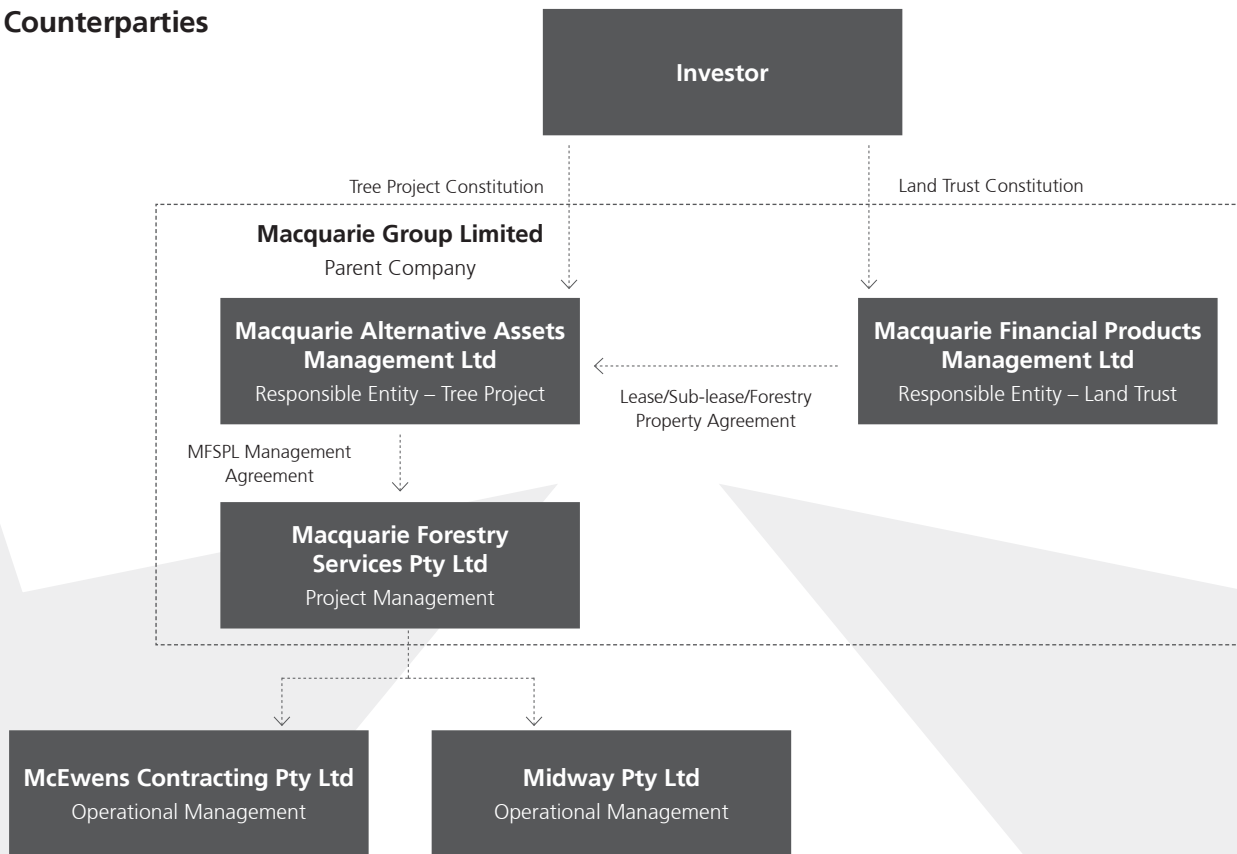 Counterparties
Investor
Tree Project Constitution
Land Trust Constitution
Macquarie Group Limited
Parent Company
Macquarie Alternative Assets
Management Ltd
Responsible Entity – Tree Project
Macquarie Financial Products
Management Ltd
Responsible Entity – Land Trust
Lease/Sub-lease/Forestry
Property Agreement
MFSPL Management
Agreement
Macquarie Forestry
Services Pty Ltd
Project Management
McEwens Contracting Pty Ltd
Operational Management
Midway Pty Ltd
Operational Management